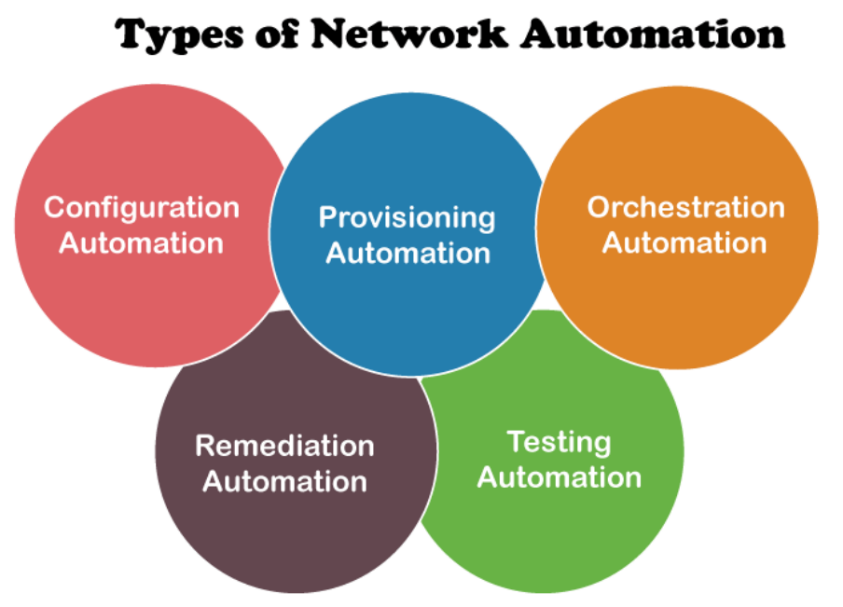 Types of Network Automation
Configuration
Automation
Provisioning
Automation
Orchestration
Automation
Remediation
Automation
Testing
Automation